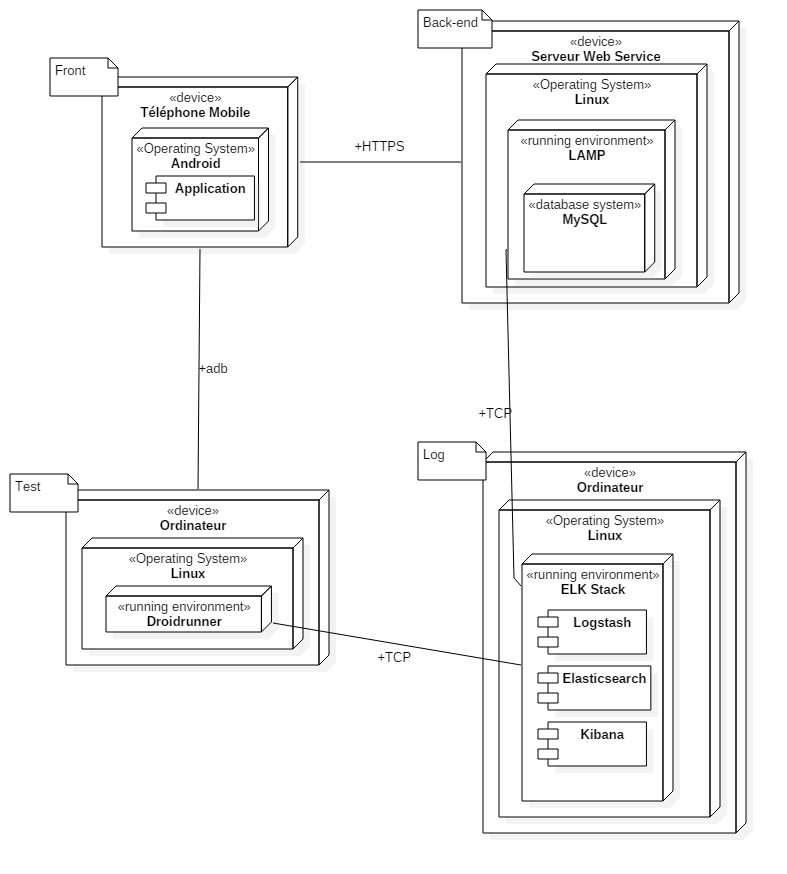 Front
«device»
Téléphone Mobile
«Operating System»
Android
Application
+HTTPS
Back-end
«device»
Serveur Web Service
«Operating System»
Linux
«running environment»
LAMP
«database system»
MySQL
+adb
+TCP
Test
«device»
Ordinateur
«Operating System»
Linux
«running environment»
Droidrunner
+TCP
Log
«device»
Ordinateur
«Operating System»
Linux
«running environment»
ELK Stack
Logstash
Elasticsearch
Kibana